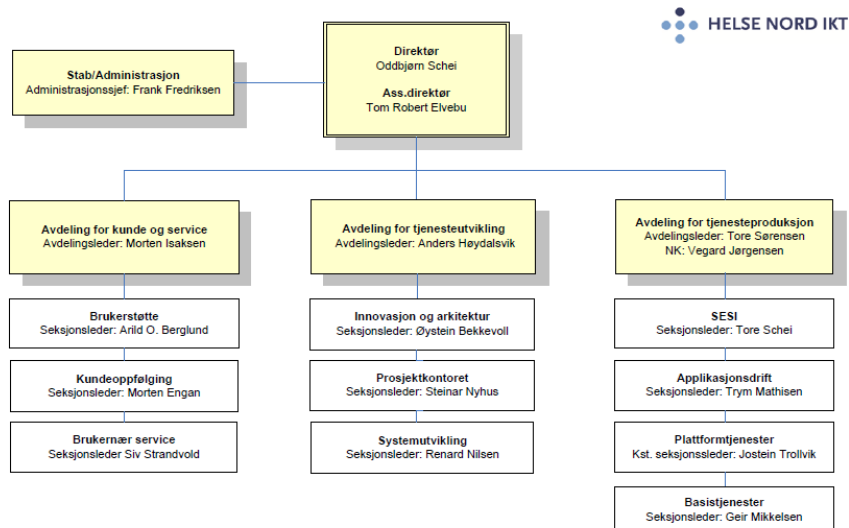 HELSE NORD IKT
Direktør
Oddbjørn Schei
Ass.direktør
Tom Robert Elvebu
Stab/Administrasjon
Administrasjonssjef: Frank Fredriksen
Avdeling for kunde og service
Avdelingsleder: Morten Isaksen
Brukerstøtte
Seksjonsleder: Arild O. Berglund
Kundeoppfølging
Seksjonsleder: Morten Engan
Brukernær service
Seksjonsleder Siv Strandvold
Avdeling for tjenesteutvikling
Avdelingsleder: Anders Høydalsvik
Innovasjon og arkitektur
Seksjonsleder: Øystein Bekkevoll
Prosjektkontoret
Seksjonsleder: Steinar Nyhus
Systemutvikling
Seksjonsleder: Renard Nilsen
Avdeling for tjenesteproduksjon
Avdelingsleder: Tore Sørensen
NK: Vegard Jørgensen
SESI
Seksjonsleder: Tore Schei
Applikasjonsdrift
Seksjonsleder: Trym Mathisen
Plattformtjenester
Kst. seksjonssleder: Jostein Trollvik
Basistjenester
Seksjonsleder: Geir Mikkelsen